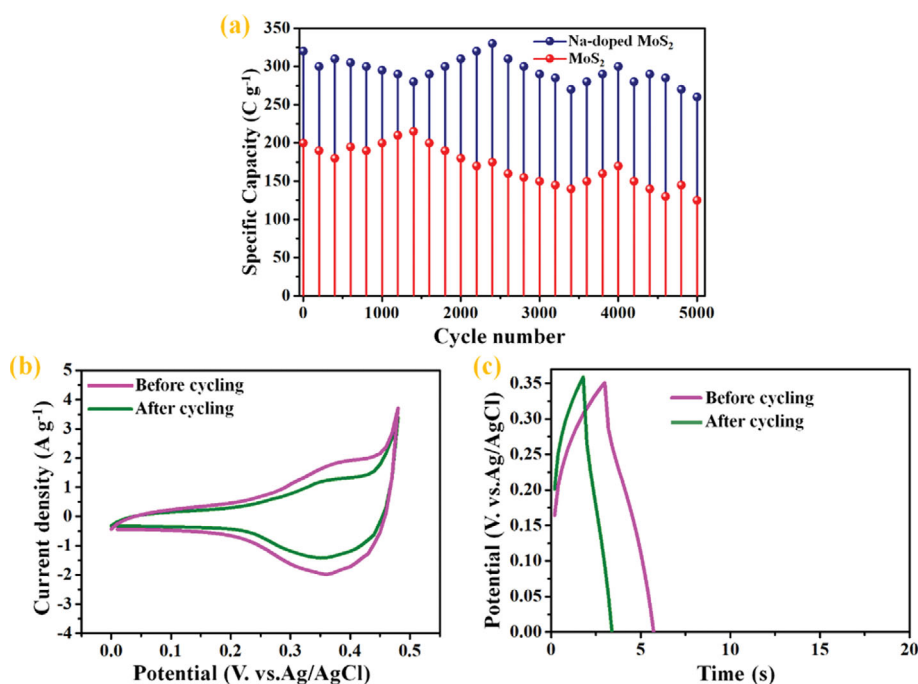 (a)
350
300
250
200
150
100
50
0
Specific Capacity (C g⁻¹)
Na-doped MoS₂
MoS₂
0 1000 2000 3000 4000 5000
Cycle number
(b)
5
4
3
2
1
0
-1
-2
-3
-4
Current density (A g⁻¹)
Before cycling
After cycling
0.0 0.1 0.2 0.3 0.4 0.5
Potential (V. vs.Ag/AgCl)
(c)
0.35
0.30
0.25
0.20
0.15
0.10
0.05
0.00
Potential (V. vs.Ag/AgCl)
Before cycling
After cycling
0 5 10 15 20
Time (s)